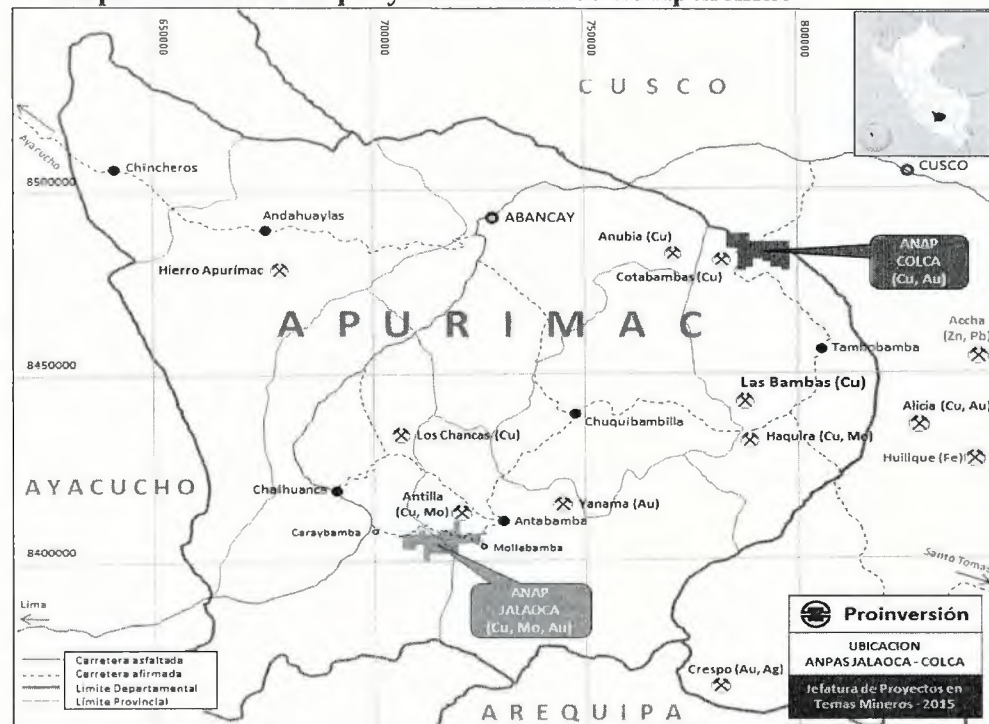 650000
700000
750000
800000
CUSCO
CUSCO
Ayacucho
Chincheros
8500000
Andahuaylas
ABANCAY
Hierro Apurímac
Anubia (Cu)
Cotabambas (Cu)
ANAP
COLCA
(Cu, Au)
APURIMAC
Accha
(Zn, Pb)
Tambobamba
8450000
Las Bambas (Cu)
Chuquibambilla
Alicia (Cu, Au)
Los Chancas (Cu)
Haquira (Cu, Mo)
Huilique (Fe)
AYACUCHO
Chalhuanca
Antilla
(Cu, Mo)
Yanama (Au)
Antabamba
Caraybamba
Mollebamba
8400000
Santo Tomas
ANAP
JALAOCA
(Cu, Mo, Au)
Lima
Proinversión
UBICACION
ANPAS JALAOCA - COLCA
Jefatura de Proyectos en
Temas Mineros - 2015
Carretera asfaltada
Carretera afirmada
Límite Departamental
Límite Provincial
Crespo (Au, Ag)
AREQUIPA